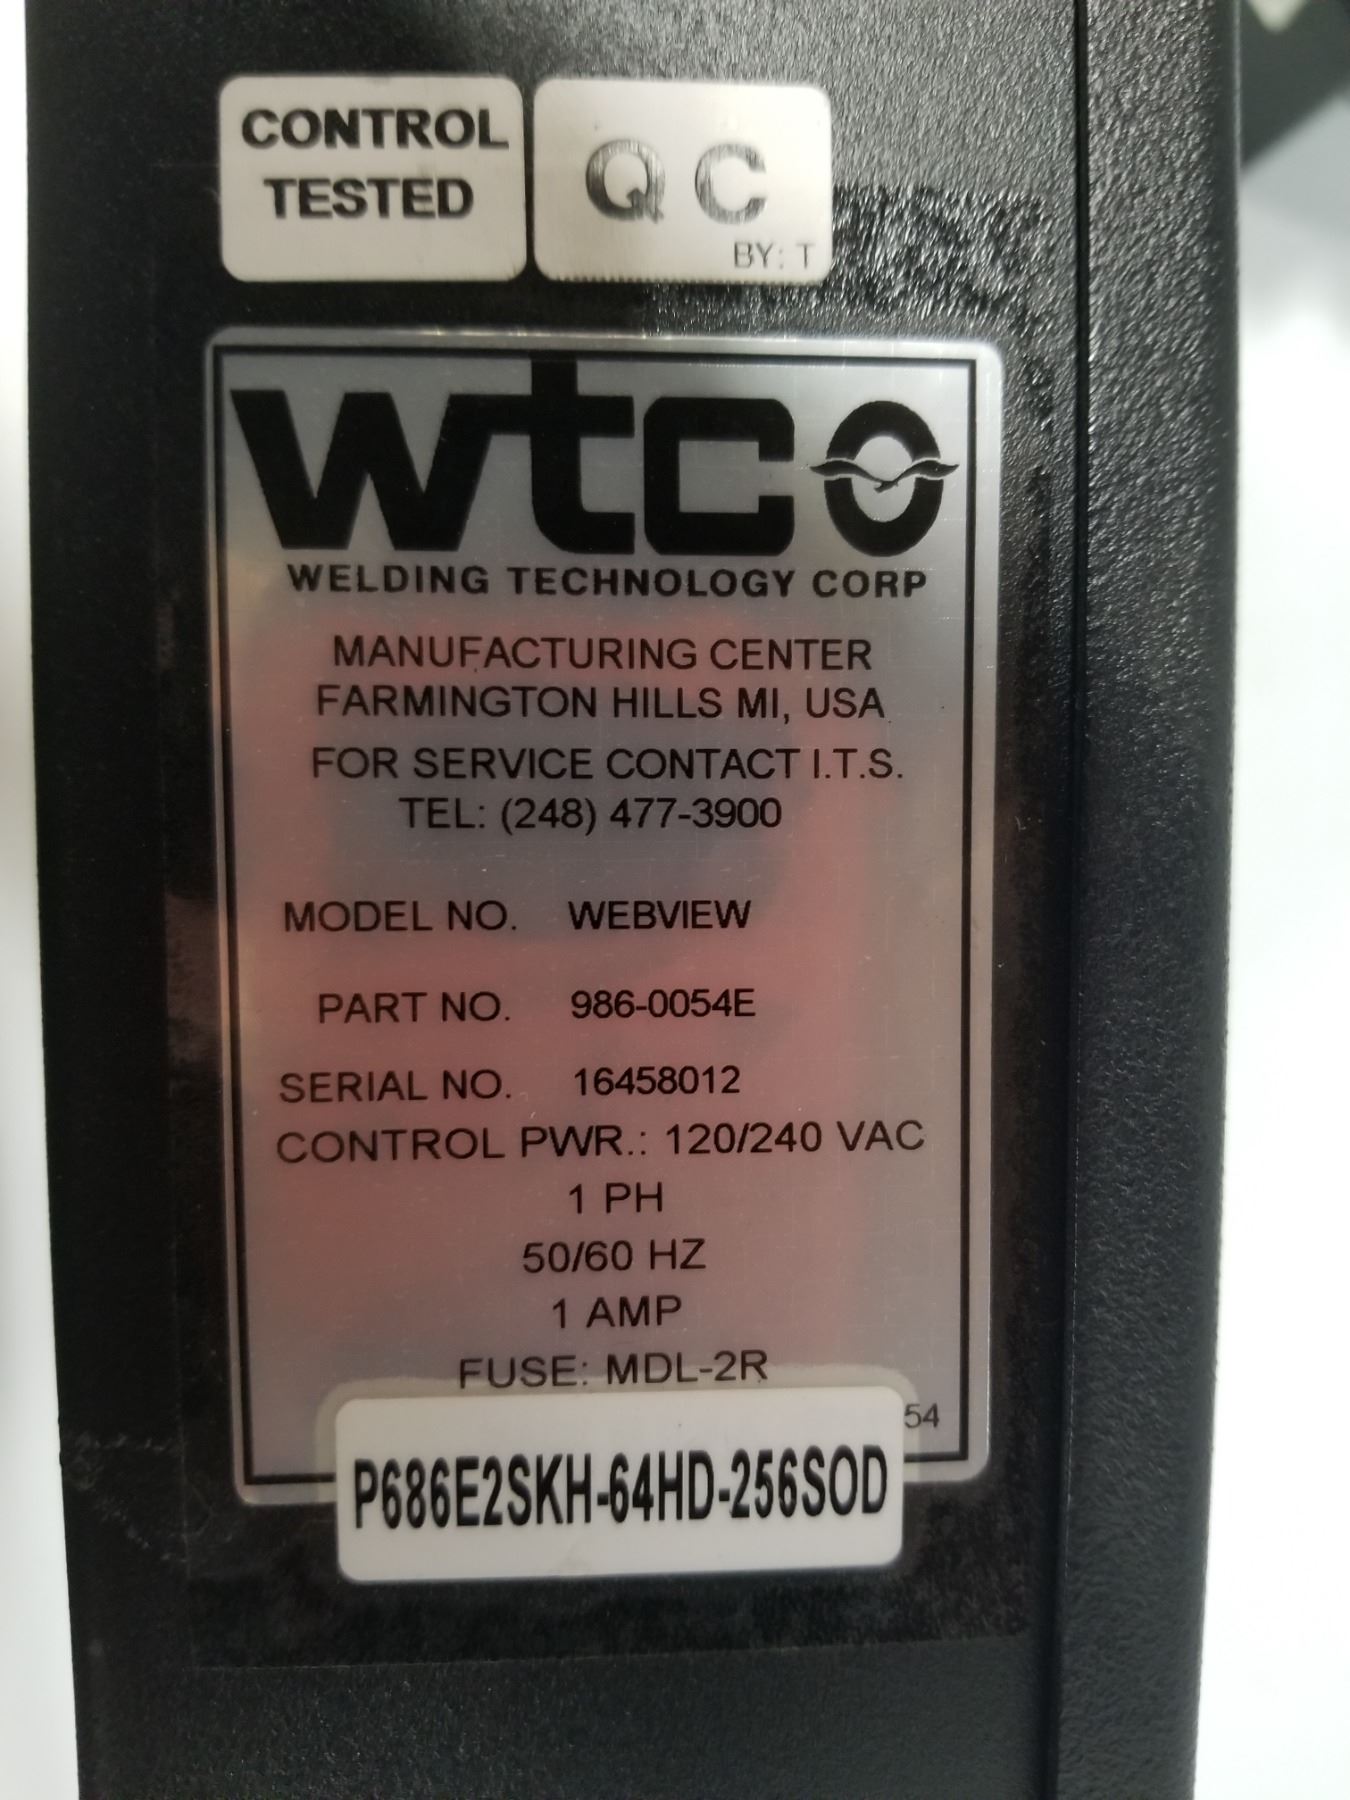 CONTROL
TESTED
QC
BY: T
wtco
WELDING TECHNOLOGY CORP
MANUFACTURING CENTER
FARMINGTON HILLS MI, USA
FOR SERVICE CONTACT I.T.S.
TEL: (248) 477-3900
MODEL NO. WEBVIEW
PART NO. 986-0054E
SERIAL NO. 16458012
CONTROL PWR.: 120/240 VAC
1 PH
50/60 HZ
1 AMP
FUSE: MDL-2R
54
P686E2SKH-64HD-256SOD